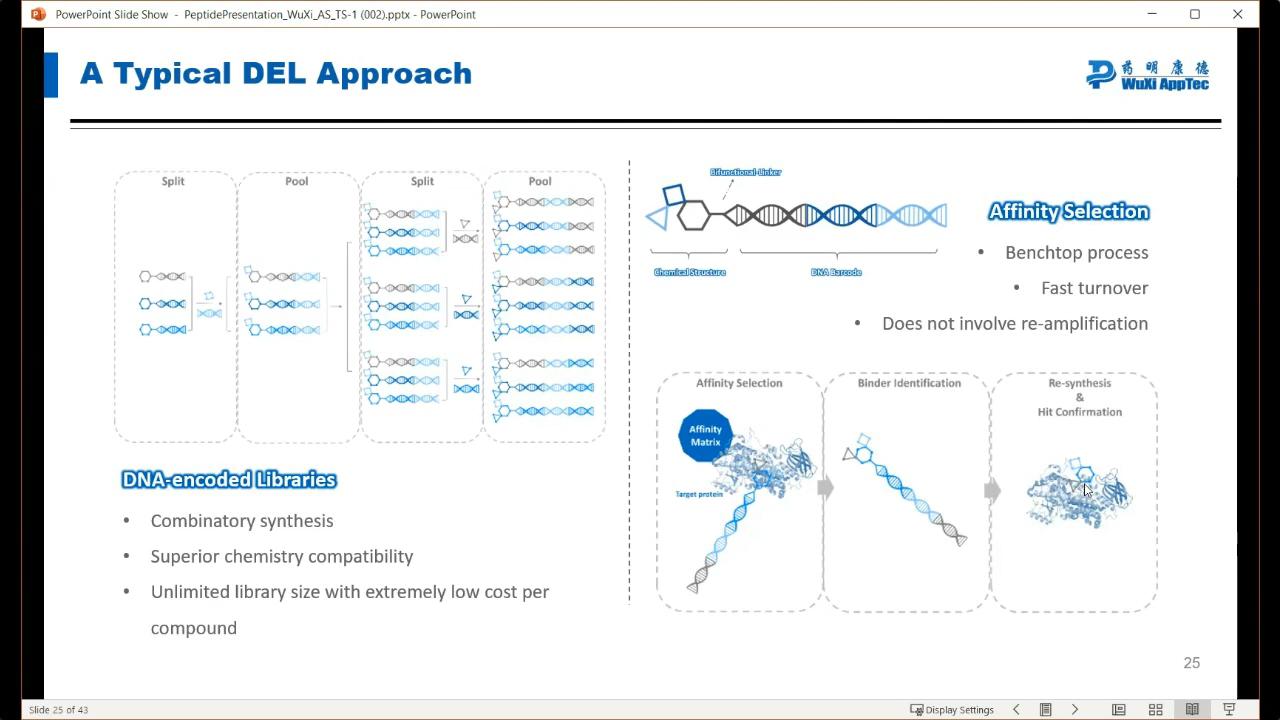 PowerPoint Slide Show - PeptidePresentation_WuXi_AS_TS-1 (002).pptx - PowerPoint
A Typical DEL Approach
药明康德
WuXi AppTec
Split
Pool
Split
Pool
DNA-encoded Libraries
• Combinatory synthesis
• Superior chemistry compatibility
• Unlimited library size with extremely low cost per
compound
Bifunctional-Linker
Chemical Structure
DNA Barcode
Affinity Selection
• Benchtop process
• Fast turnover
• Does not involve re-amplification
Affinity Selection
Affinity
Matrix
Target protein
Binder Identification
Re-synthesis
&
Hit Confirmation
25
Slide 25 of 43
Display Settings